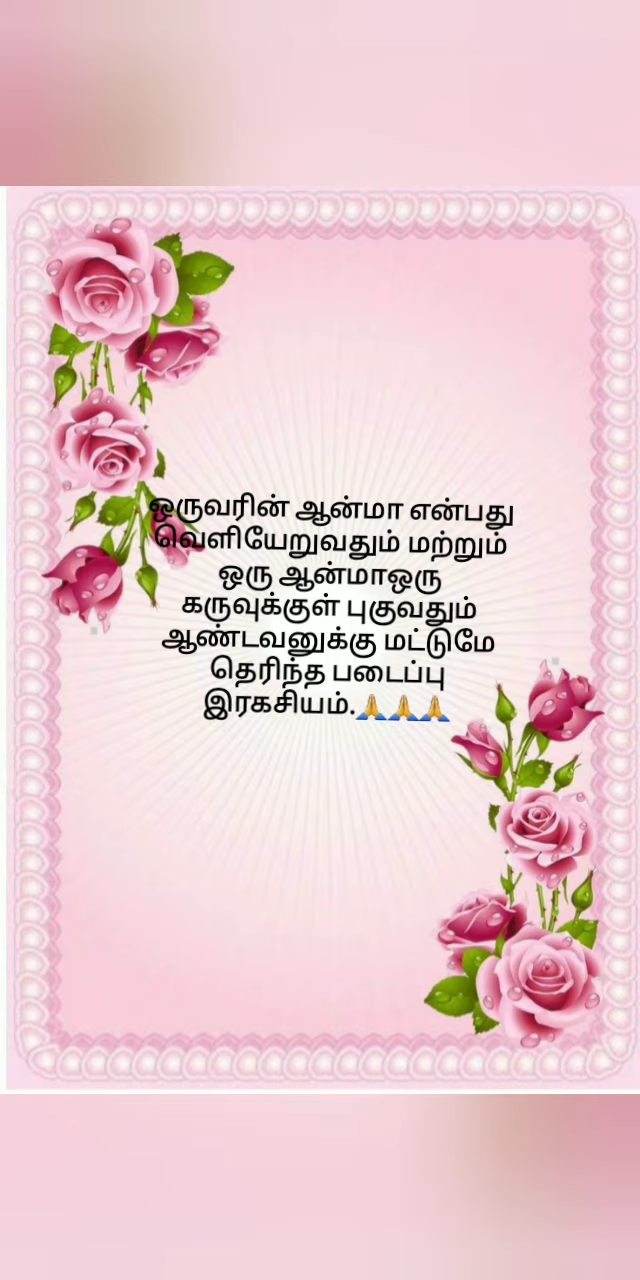 ஒருவரின் ஆன்மா என்பது
வெளியேறுவதும் மற்றும்
ஒரு ஆன்மாஒரு
கருவுக்குள் புகுவதும்
ஆண்டவனுக்கு மட்டுமே
தெரிந்த படைப்பு
இரகசியம்.🙏🙏🙏